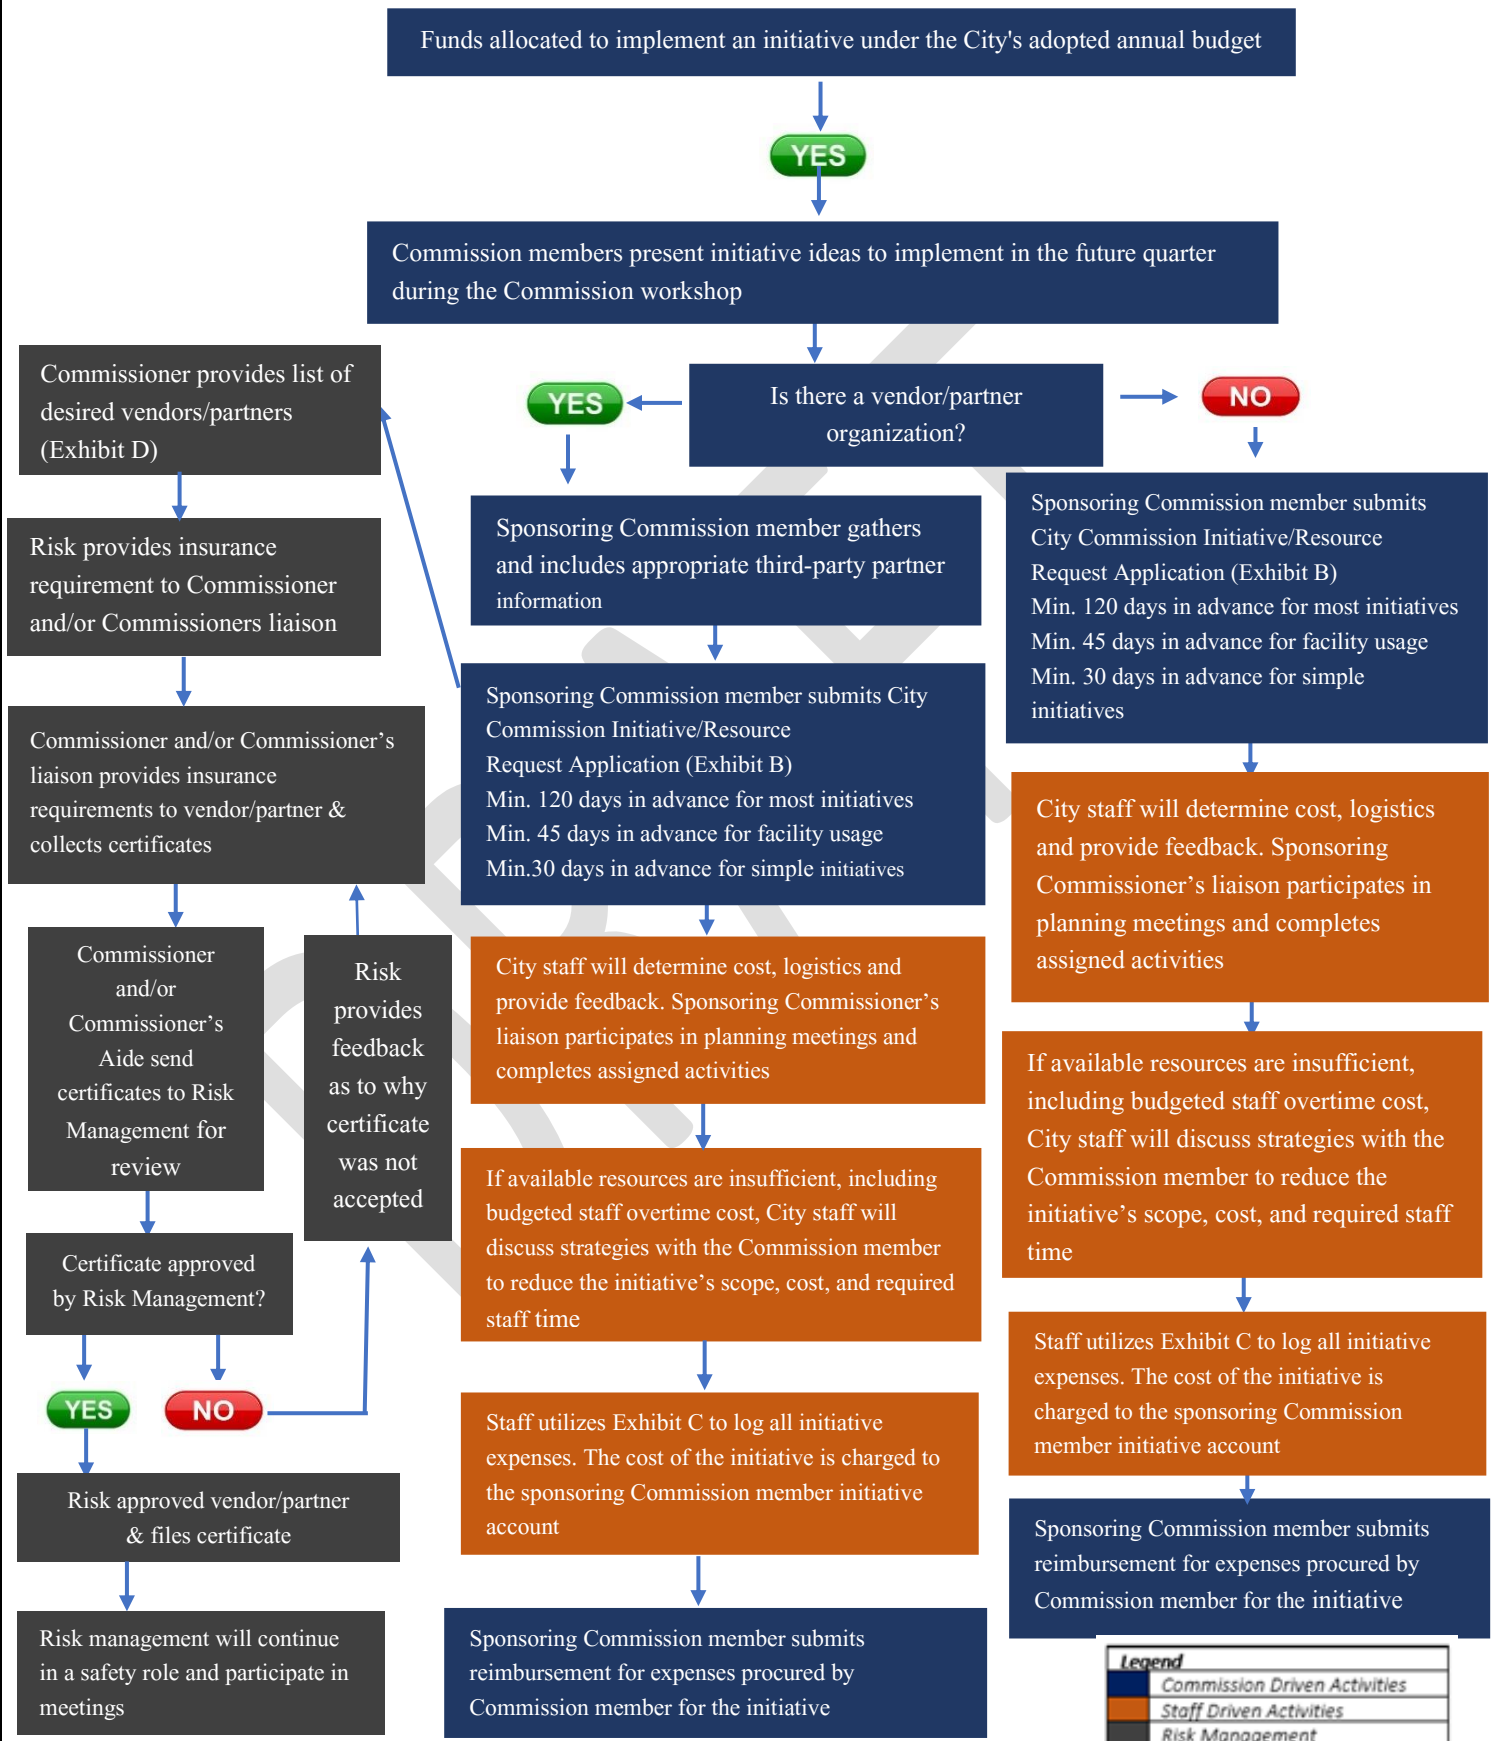 Funds allocated to implement an initiative under the City's adopted annual budget
YES
Commission members present initiative ideas to implement in the future quarter
during the Commission workshop
Is there a vendor/partner
organization?
YES
NO
Commissioner provides list of
desired vendors/partners
(Exhibit D)
Risk provides insurance
requirement to Commissioner
and/or Commissioners liaison
Commissioner and/or Commissioner’s
liaison provides insurance
requirements to vendor/partner &
collects certificates
Commissioner
and/or
Commissioner’s
Aide send
certificates to Risk
Management for
review
Risk
provides
feedback
as to why
certificate
was not
accepted
Certificate approved
by Risk Management?
YES
NO
Risk approved vendor/partner
& files certificate
Risk management will continue
in a safety role and participate in
meetings
Sponsoring Commission member gathers
and includes appropriate third-party partner
information
Sponsoring Commission member submits City
Commission Initiative/Resource
Request Application (Exhibit B)
Min. 120 days in advance for most initiatives
Min. 45 days in advance for facility usage
Min.30 days in advance for simple initiatives
City staff will determine cost, logistics and
provide feedback. Sponsoring Commissioner’s
liaison participates in planning meetings and
completes assigned activities
If available resources are insufficient, including
budgeted staff overtime cost, City staff will
discuss strategies with the Commission member
to reduce the initiative’s scope, cost, and required
staff time
Staff utilizes Exhibit C to log all initiative
expenses. The cost of the initiative is charged to
the sponsoring Commission member initiative
account
Sponsoring Commission member submits
reimbursement for expenses procured by
Commission member for the initiative
Sponsoring Commission member submits
City Commission Initiative/Resource
Request Application (Exhibit B)
Min. 120 days in advance for most initiatives
Min. 45 days in advance for facility usage
Min. 30 days in advance for simple
initiatives
City staff will determine cost, logistics
and provide feedback. Sponsoring
Commissioner’s liaison participates in
planning meetings and completes
assigned activities
If available resources are insufficient,
including budgeted staff overtime cost,
City staff will discuss strategies with the
Commission member to reduce the
initiative’s scope, cost, and required staff
time
Staff utilizes Exhibit C to log all initiative
expenses. The cost of the initiative is
charged to the sponsoring Commission
member initiative account
Sponsoring Commission member submits
reimbursement for expenses procured by
Commission member for the initiative
Legend
Commission Driven Activities
Staff Driven Activities
Risk Management
DRAFT